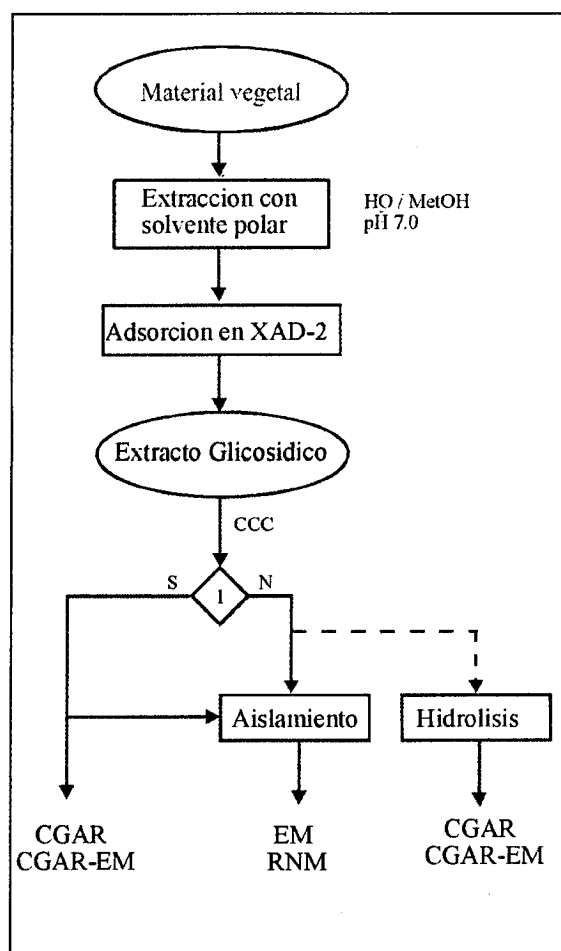 Material vegetal
Extraccion con
solvente polar
HO / MetOH
pH 7.0
Adsorcion en XAD-2
Extracto Glicosidico
CCC
S
1
N
Aislamiento
Hidrolisis
CGAR
CGAR-EM
EM
RNM
CGAR
CGAR-EM